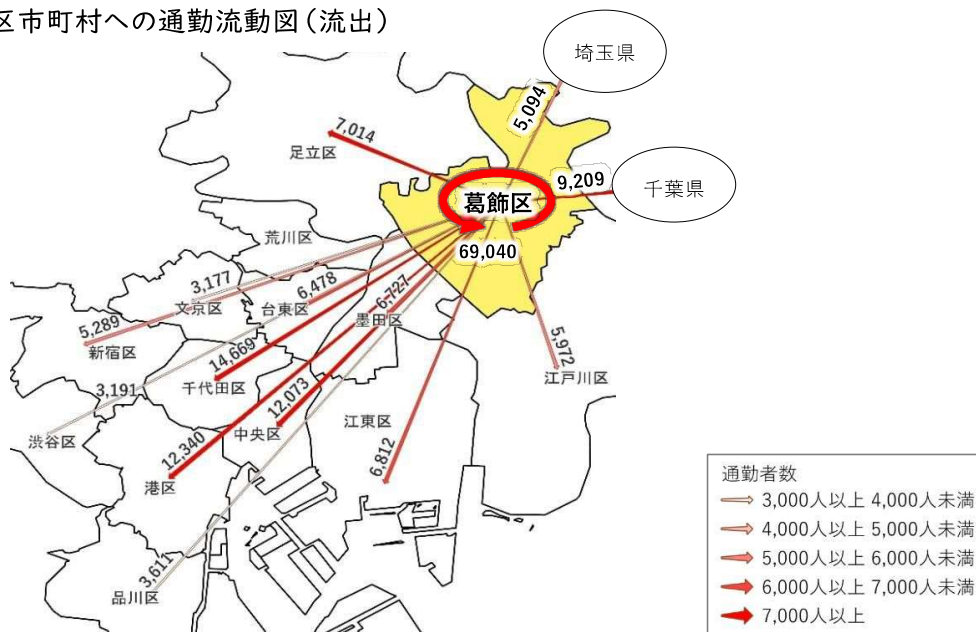 区市町村への通勤流動図(流出)
埼玉県
5,094
7,014
足立区
9,209
千葉県
葛飾区
荒川区
69,040
3,177
文京区
6,478
台東区
6,727
墨田区
5,289
新宿区
14,669
千代田区
5,972
江戸川区
3,191
渋谷区
12,073
中央区
江東区
12,340
港区
6,812
3,611
品川区
通勤者数
3,000人以上 4,000人未満
4,000人以上 5,000人未満
5,000人以上 6,000人未満
6,000人以上 7,000人未満
7,000人以上